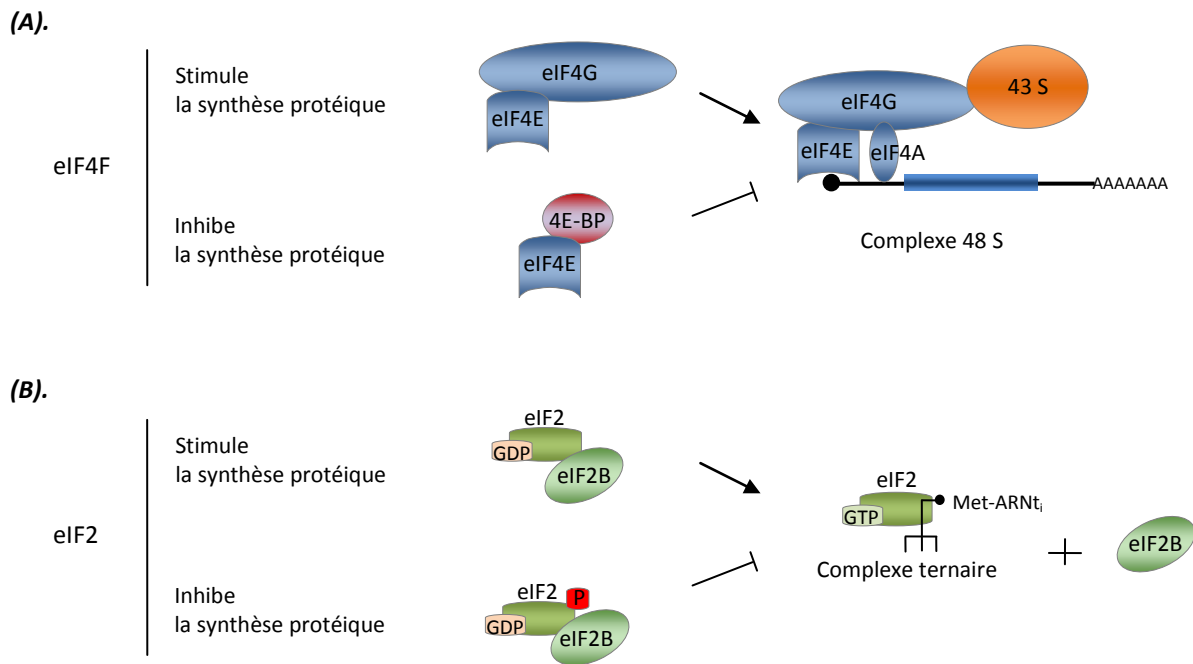 (A).
eIF4F
Stimule
la synthèse protéique
eIF4G
eIF4E
Inhibe
la synthèse protéique
4E-BP
eIF4E
eIF4G
43 S
eIF4E
eIF4A
AAAAAAA
Complexe 48 S
(B).
eIF2
Stimule
la synthèse protéique
eIF2
GDP
eIF2B
Inhibe
la synthèse protéique
eIF2
P
GDP
eIF2B
eIF2
GTP
Met-ARNti
Complexe ternaire
+
eIF2B